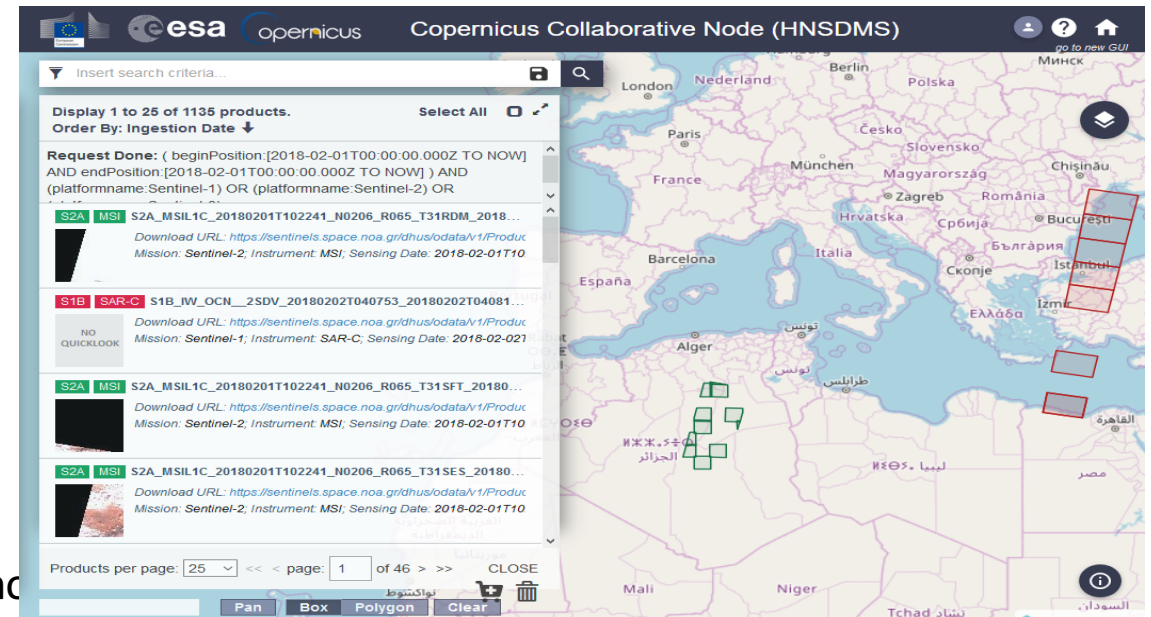 esa
opernicus
Copernicus Collaborative Node (HNSDMS)
go to new GUI
Insert search criteria...
Display 1 to 25 of 1135 products.
Select All
Order By: Ingestion Date
Request Done: ( beginPosition:[2018-02-01T00:00:00.000Z TO NOW]
AND endPosition:[2018-02-01T00:00:00.000Z TO NOW] ) AND
(platformname:Sentinel-1) OR (platformname:Sentinel-2) OR
S2A MSI S2A_MSIL1C_20180201T102241_N0206_R065_T31RDM_2018...
Download URL: https://sentinels.space.noa.gr/dhus/odata/v1/Produc
Mission: Sentinel-2; Instrument: MSI; Sensing Date: 2018-02-01T10
S1B SAR-C S1B_IW_OCN__2SDV_20180202T040753_20180202T04081...
NO
QUICKLOOK
Download URL: https://sentinels.space.noa.gr/dhus/odata/v1/Produc
Mission: Sentinel-1; Instrument: SAR-C; Sensing Date: 2018-02-02T
S2A MSI S2A_MSIL1C_20180201T102241_N0206_R065_T31SFT_20180...
Download URL: https://sentinels.space.noa.gr/dhus/odata/v1/Produc
Mission: Sentinel-2; Instrument: MSI; Sensing Date: 2018-02-01T10
S2A MSI S2A_MSIL1C_20180201T102241_N0206_R065_T31SES_20180...
Download URL: https://sentinels.space.noa.gr/dhus/odata/v1/Produc
Mission: Sentinel-2; Instrument: MSI; Sensing Date: 2018-02-01T10
Products per page: 25 << < page: 1 of 46 > >> CLOSE
Pan Box Polygon Clear
Минск
Berlin
London
Nederland
Polska
Paris
Česko
Slovensko
München
Magyarország
Chișinău
France
Zagreb
România
Hrvatska
Србија
București
Barcelona
Italia
България
Скопје
İstanbul
España
İzmir
Ελλάδα
تونس
Alger
تونس
طرابلس
القاهرة
الجزائر
ليبيا
مصر
موريتانيا
نواكشوط
Mali
Niger
Tchad تشاد
السودان